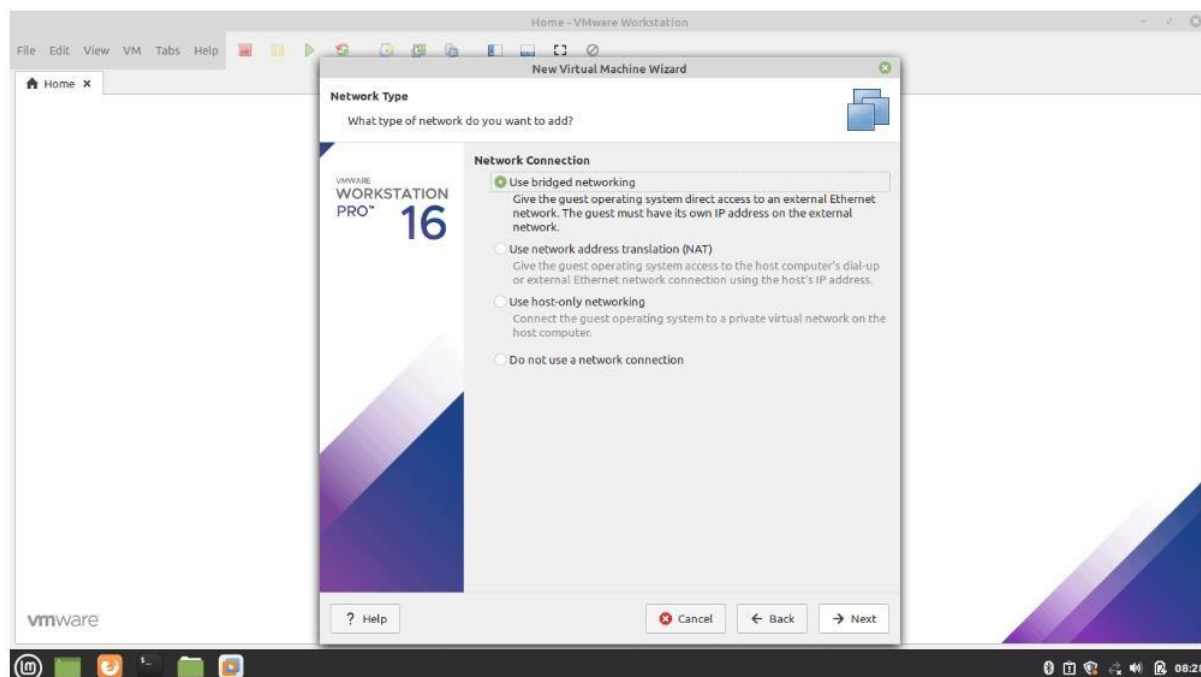 Home - VMware Workstation
File Edit View VM Tabs Help
Home
New Virtual Machine Wizard
Network Type
What type of network do you want to add?
VMWARE
WORKSTATION
PRO™ 16
Network Connection
Use bridged networking
Give the guest operating system direct access to an external Ethernet
network. The guest must have its own IP address on the external
network.
Use network address translation (NAT)
Give the guest operating system access to the host computer's dial-up
or external Ethernet network connection using the host's IP address.
Use host-only networking
Connect the guest operating system to a private virtual network on the
host computer.
Do not use a network connection
? Help
Cancel
Back
Next
vmware
lm
08:28